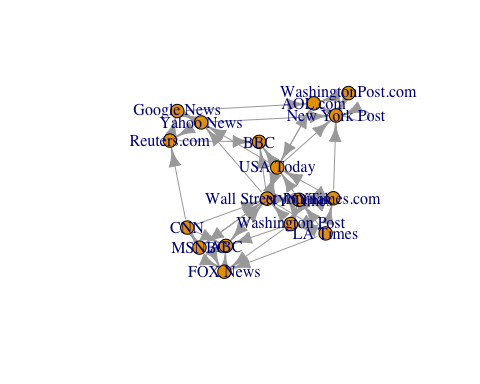 WashingtonPost.com
AOL.com
Google News
New York Post
Yahoo News
Reuters.com
BBC
USA Today
Wall Street Journal
NYTimes.com
Washington Post
CNN
LA Times
MSNBC
ABC
FOX News